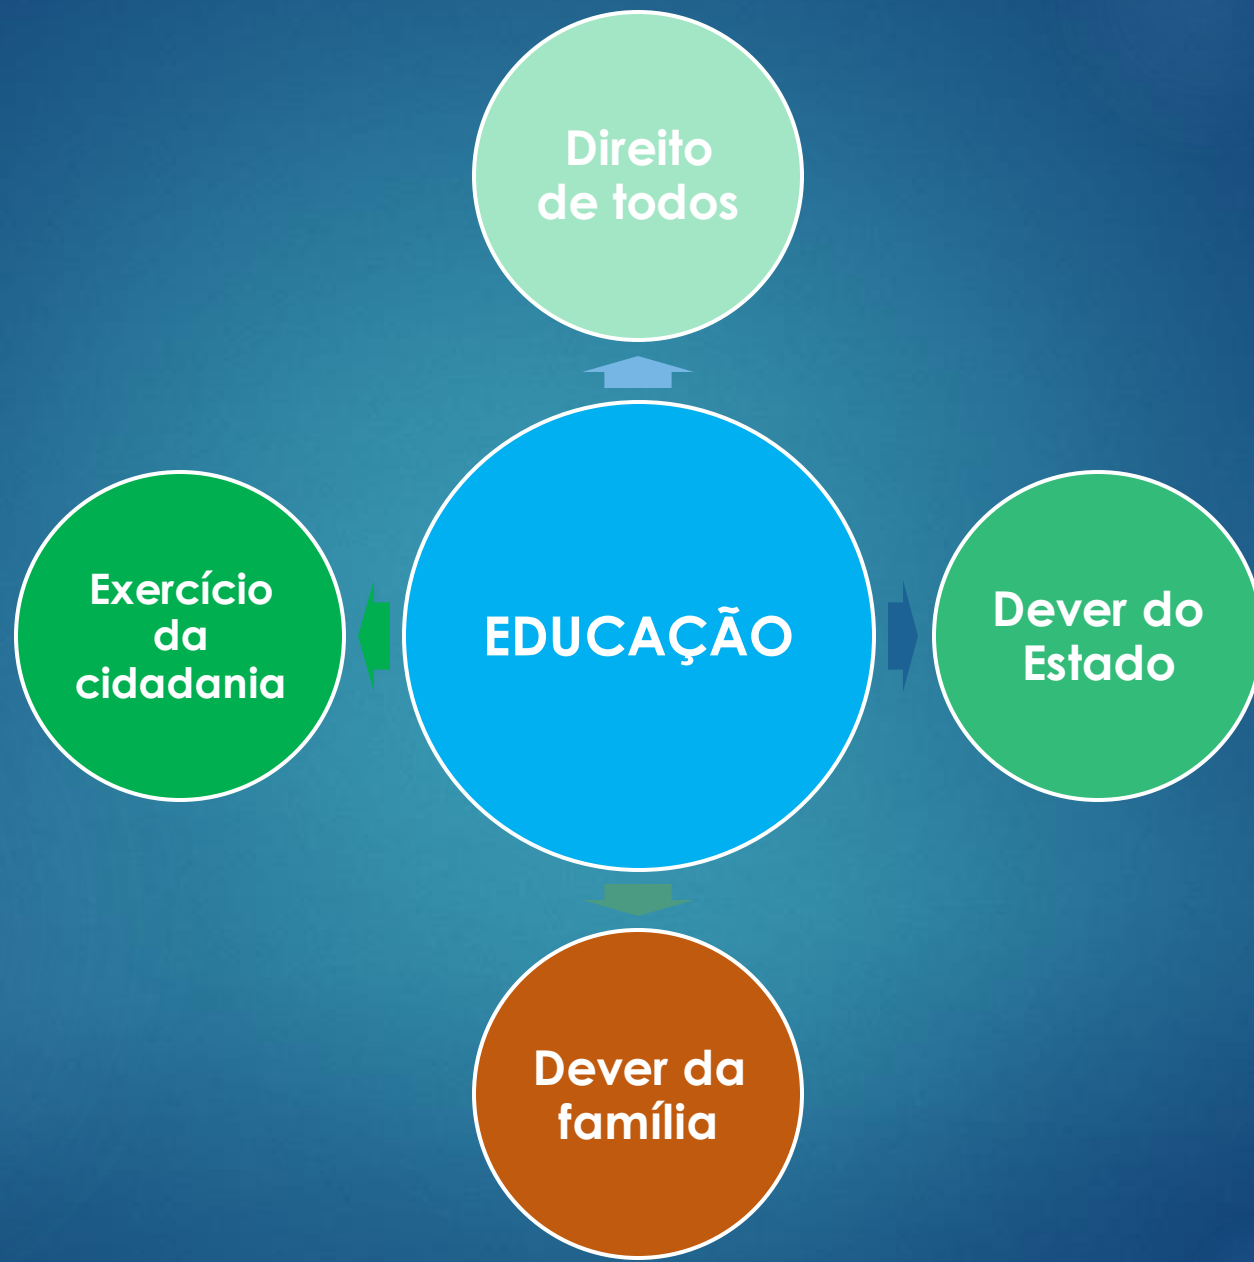 Direito
de todos
Exercício
da
cidadania
EDUCAÇÃO
Dever do
Estado
Dever da
família